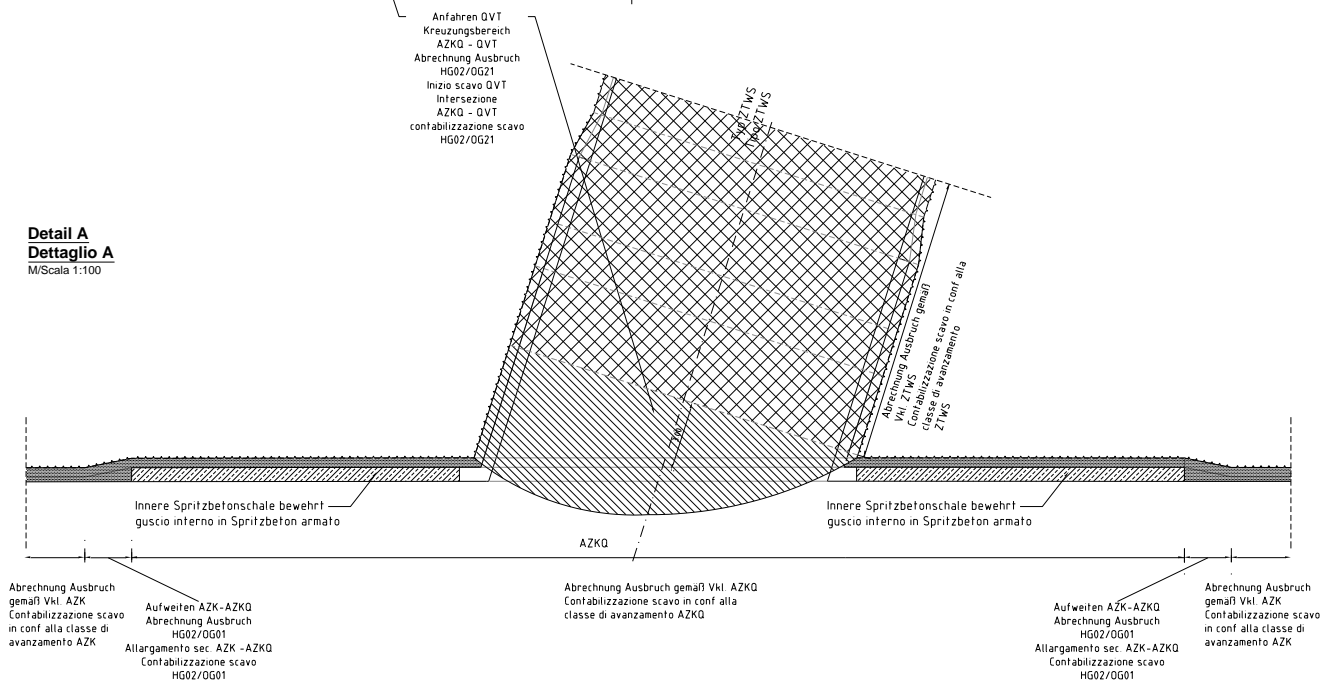 Anfahren QVT
Kreuzungsbereich
AZKQ - QVT
Abrechnung Ausbruch
HG02/OG21
Inizio scavo QVT
Intersezione
AZKQ - QVT
contabilizzazione scavo
HG02/OG21
Typ ZTWS
Tipo ZTWS
Detail A
Dettaglio A
M/Scala 1:100
Abrechnung Ausbruch gemäß
Vkl. ZTWS
Contabilizzazione scavo in conf alla
classe di avanzamento
ZTWS
1.00
Innere Spritzbetonschale bewehrt
guscio interno in Spritzbeton armato
Innere Spritzbetonschale bewehrt
guscio interno in Spritzbeton armato
AZKQ
Abrechnung Ausbruch
gemäß Vkl. AZK
Contabilizzazione scavo
in conf alla classe di
avanzamento AZK
Aufweiten AZK-AZKQ
Abrechnung Ausbruch
HG02/OG01
Allargamento sec. AZK -AZKQ
Contabilizzazione scavo
HG02/OG01
Abrechnung Ausbruch gemäß Vkl. AZKQ
Contabilizzazione scavo in conf alla
classe di avanzamento AZKQ
Aufweiten AZK-AZKQ
Abrechnung Ausbruch
HG02/OG01
Allargamento sec. AZK-AZKQ
Contabilizzazione scavo
HG02/OG01
Abrechnung Ausbruch
gemäß Vkl. AZK
Contabilizzazione scavo
in conf alla classe di
avanzamento AZK